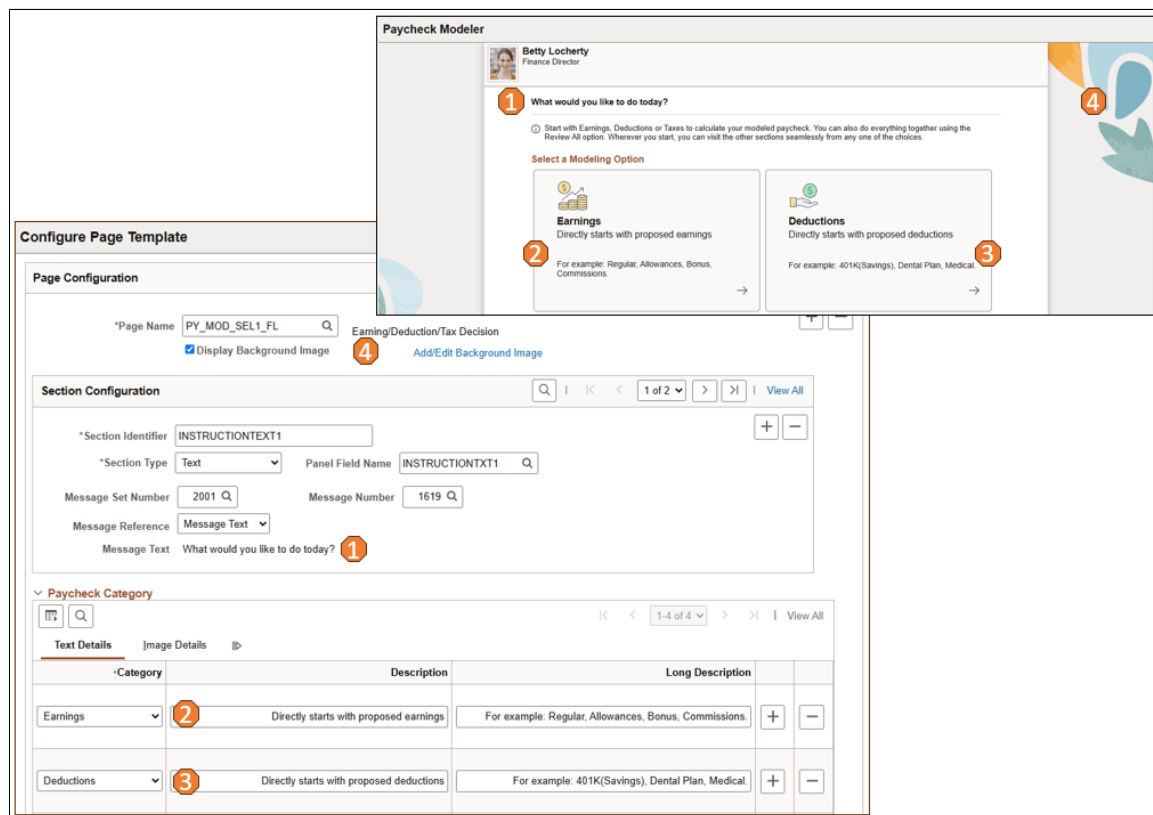 Paycheck Modeler
Betty Locherty
Finance Director
1
What would you like to do today?
4
Start with Earnings, Deductions or Taxes to calculate your modeled paycheck. You can also do everything together using the
Review All option. Wherever you start, you can visit the other sections seamlessly from any one of the choices.
Select a Modeling Option
Earnings
Directly starts with proposed earnings
2
For example: Regular, Allowances, Bonus,
Commissions.
Deductions
Directly starts with proposed deductions
3
For example: 401K(Savings), Dental Plan, Medical.
Configure Page Template
Page Configuration
*Page Name PY_MOD_SEL1_FL Earning/Deduction/Tax Decision
Display Background Image 4 Add/Edit Background Image
Section Configuration 1 of 2 View All
*Section Identifier INSTRUCTIONTEXT1
*Section Type Text Panel Field Name INSTRUCTIONTXT1
Message Set Number 2001 Message Number 1619
Message Reference Message Text
Message Text What would you like to do today? 1
Paycheck Category
1-4 of 4 View All
Text Details Image Details
*Category Description Long Description
Earnings 2 Directly starts with proposed earnings For example: Regular, Allowances, Bonus, Commissions.
Deductions 3 Directly starts with proposed deductions For example: 401K(Savings), Dental Plan, Medical.